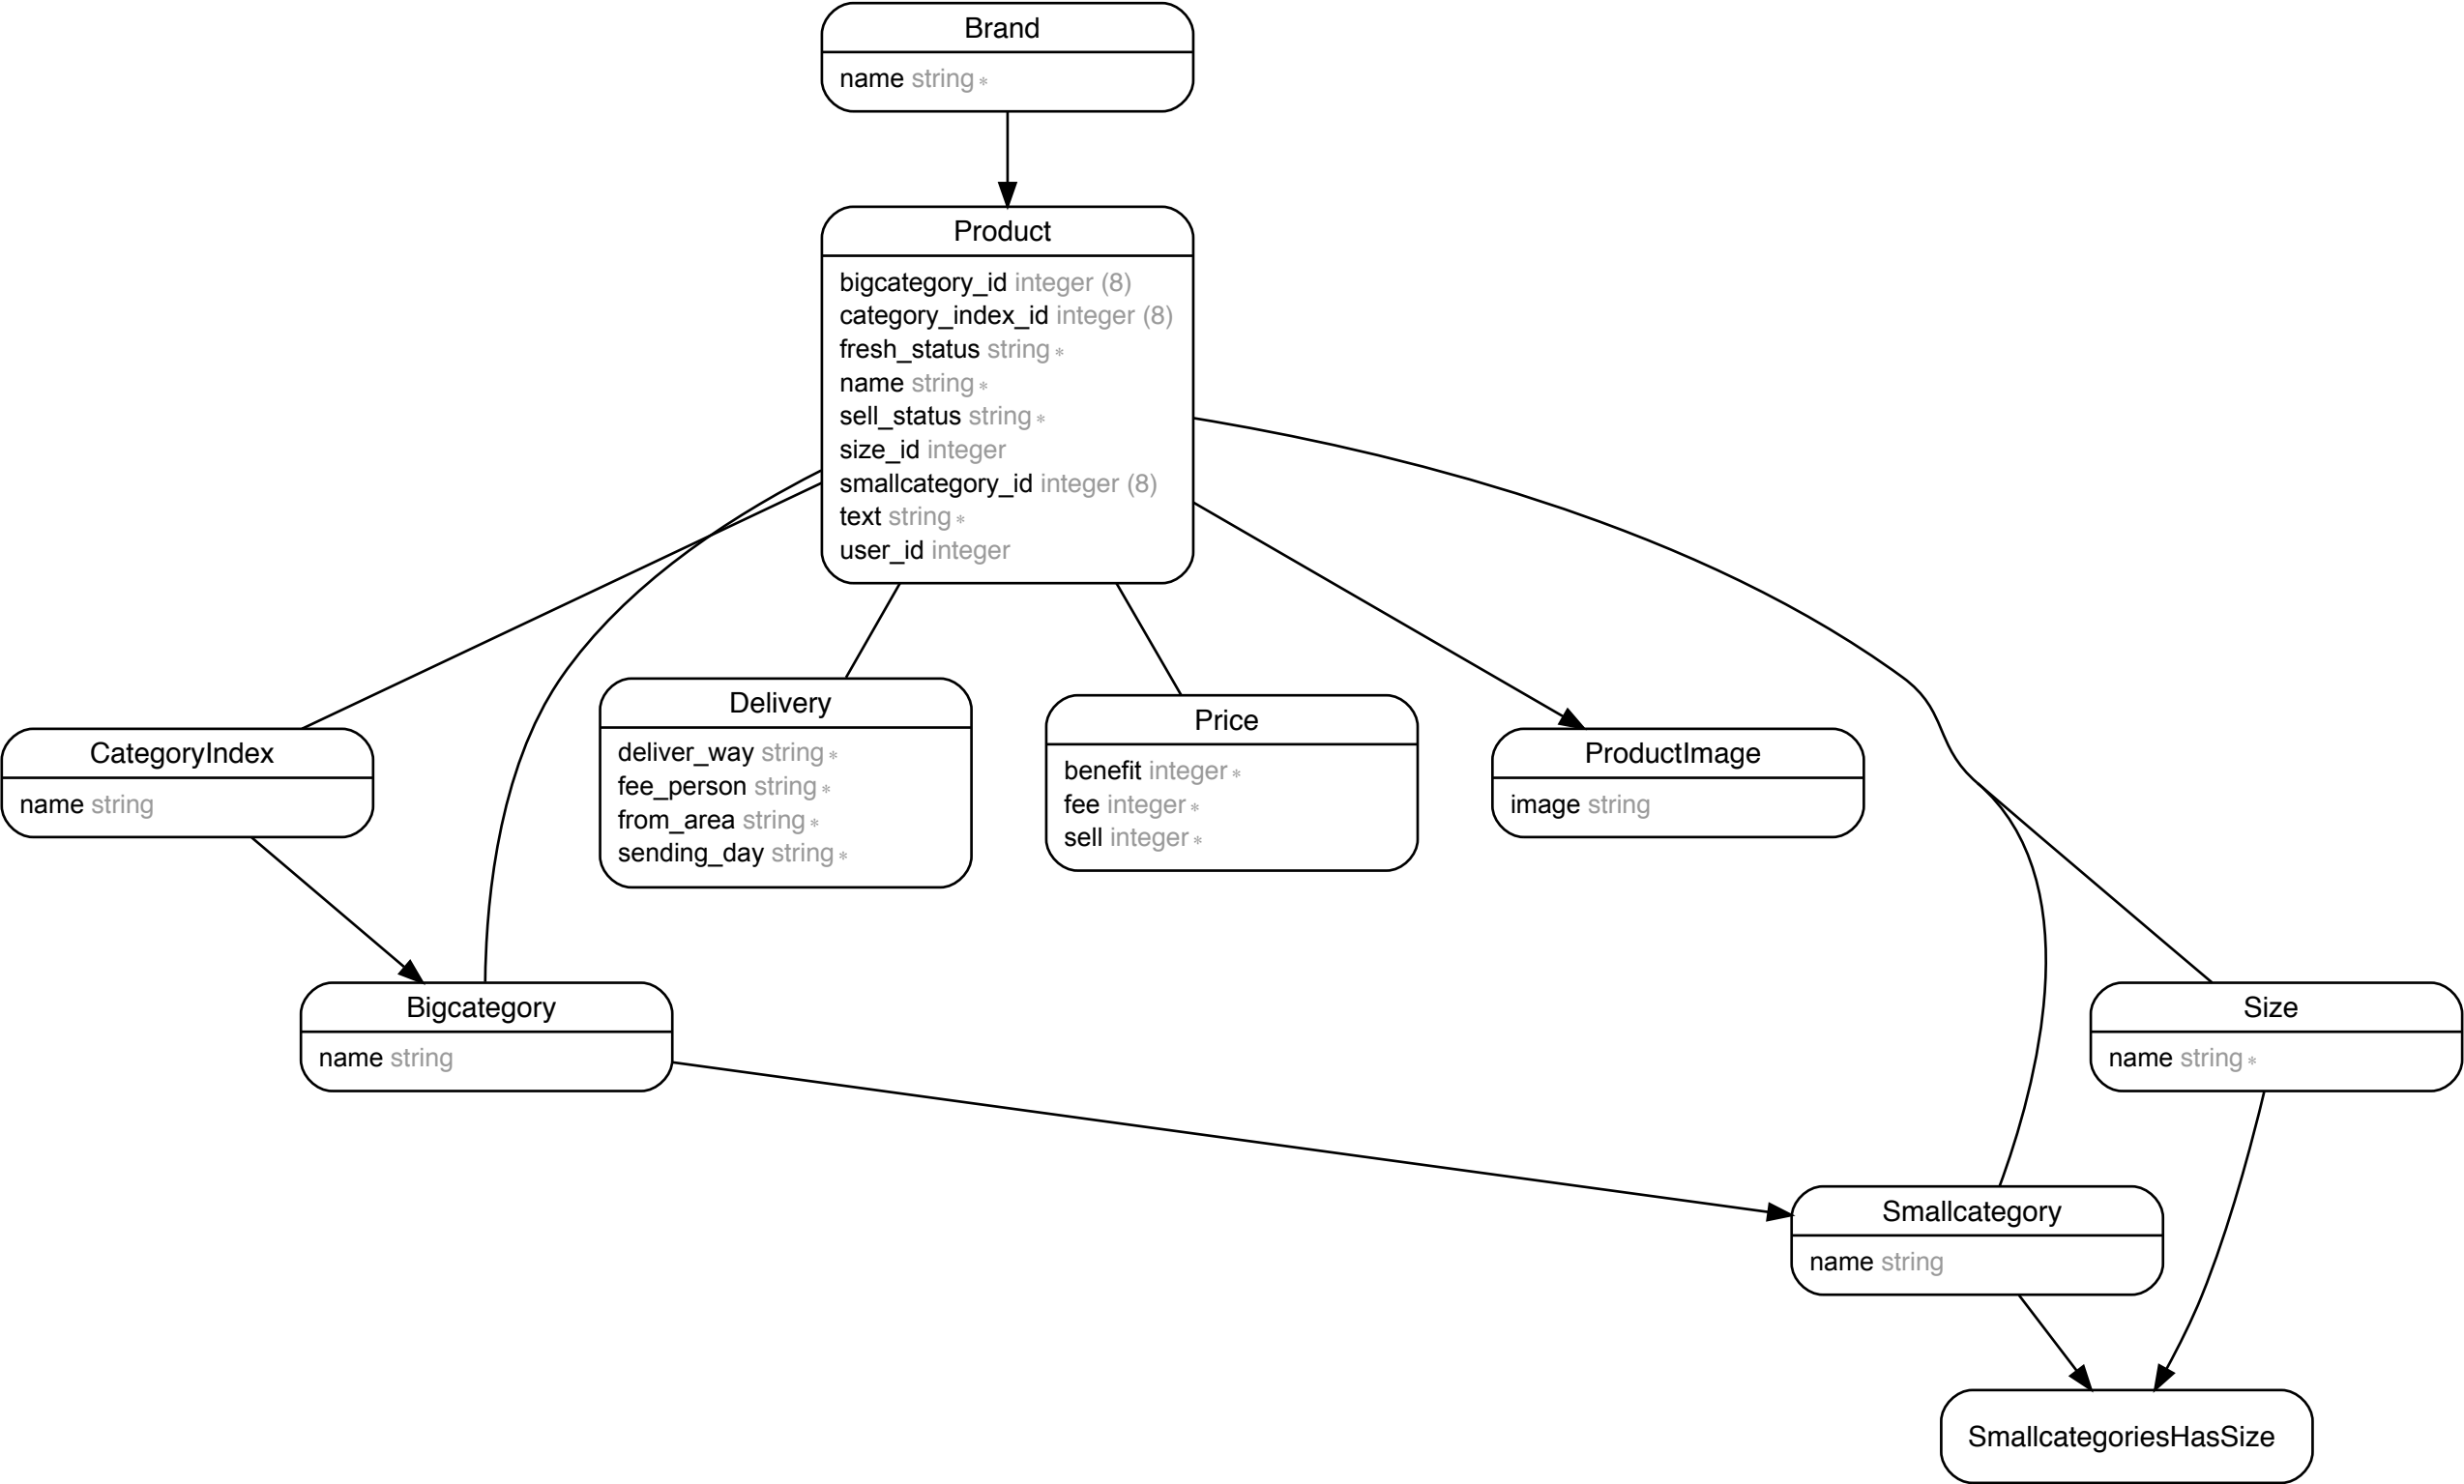 Brand
name string *
Product
bigcategory_id integer (8)
category_index_id integer (8)
fresh_status string *
name string *
sell_status string *
size_id integer
smallcategory_id integer (8)
text string *
user_id integer
CategoryIndex
name string
Delivery
deliver_way string *
fee_person string *
from_area string *
sending_day string *
Price
benefit integer *
fee integer *
sell integer *
ProductImage
image string
Bigcategory
name string
Size
name string *
Smallcategory
name string
SmallcategoriesHasSize